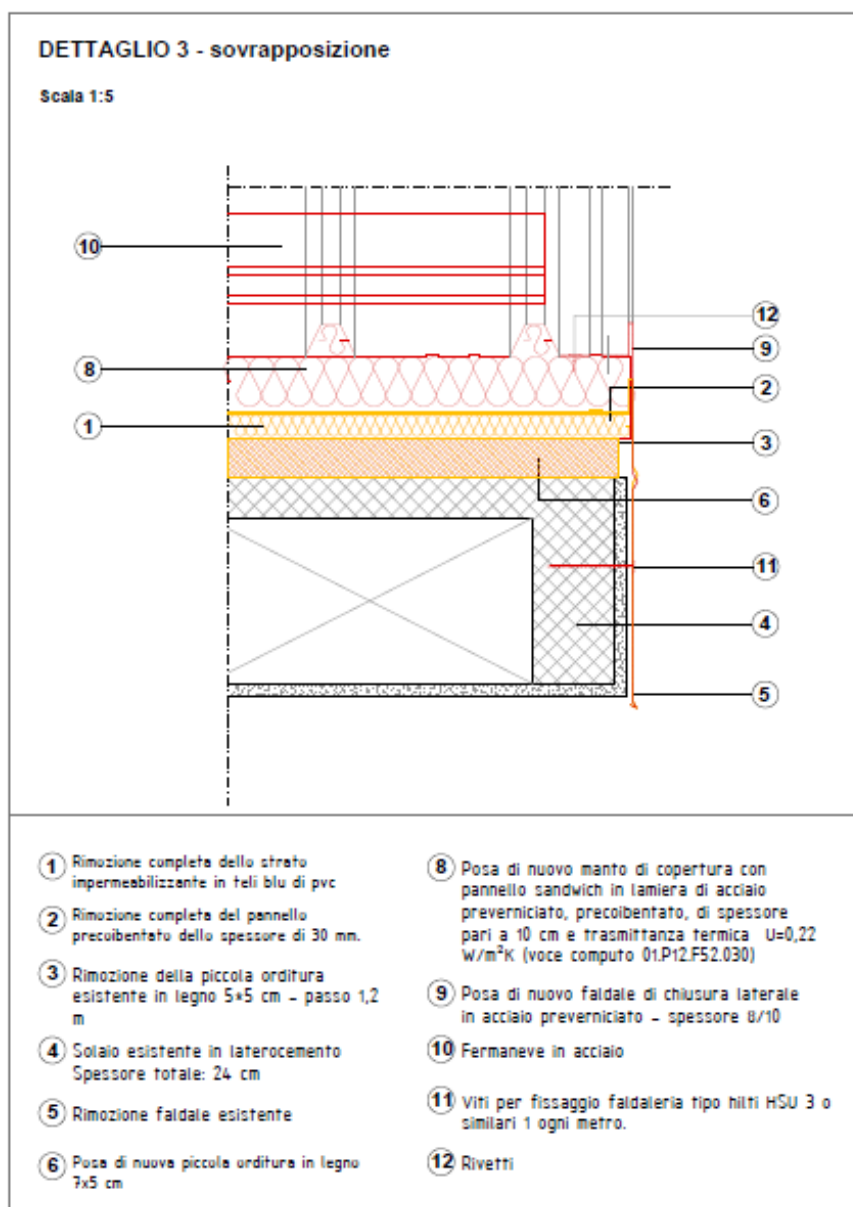 DETTAGLIO 3 - sovrapposizione
Scala 1:5
10
12
9
8
2
1
3
6
11
4
5
1 Rimozione completa dello strato
impermeabilizzante in teli blu di pvc
2 Rimozione completa del pannello
precoibentato dello spessore di 30 mm.
3 Rimozione della piccola orditura
esistente in legno 5*5 cm - passo 1,2
m
4 Solaio esistente in laterocemento
Spessore totale: 24 cm
5 Rimozione faldale esistente
6 Posa di nuova piccola orditura in legno
7x5 cm
8 Posa di nuovo manto di copertura con
pannello sandwich in lamiera di acciaio
preverniciato, precoibentato, di spessore
pari a 10 cm e trasmittanza termica U=0,22
W/m²K (voce computo 01.P12.F52.030)
9 Posa di nuovo faldale di chiusura laterale
in acciaio preverniciato - spessore 8/10
10 Fermaneve in acciaio
11 Viti per fissaggio faldaleria tipo hilti HSU 3 o
similari 1 ogni metro.
12 Rivetti